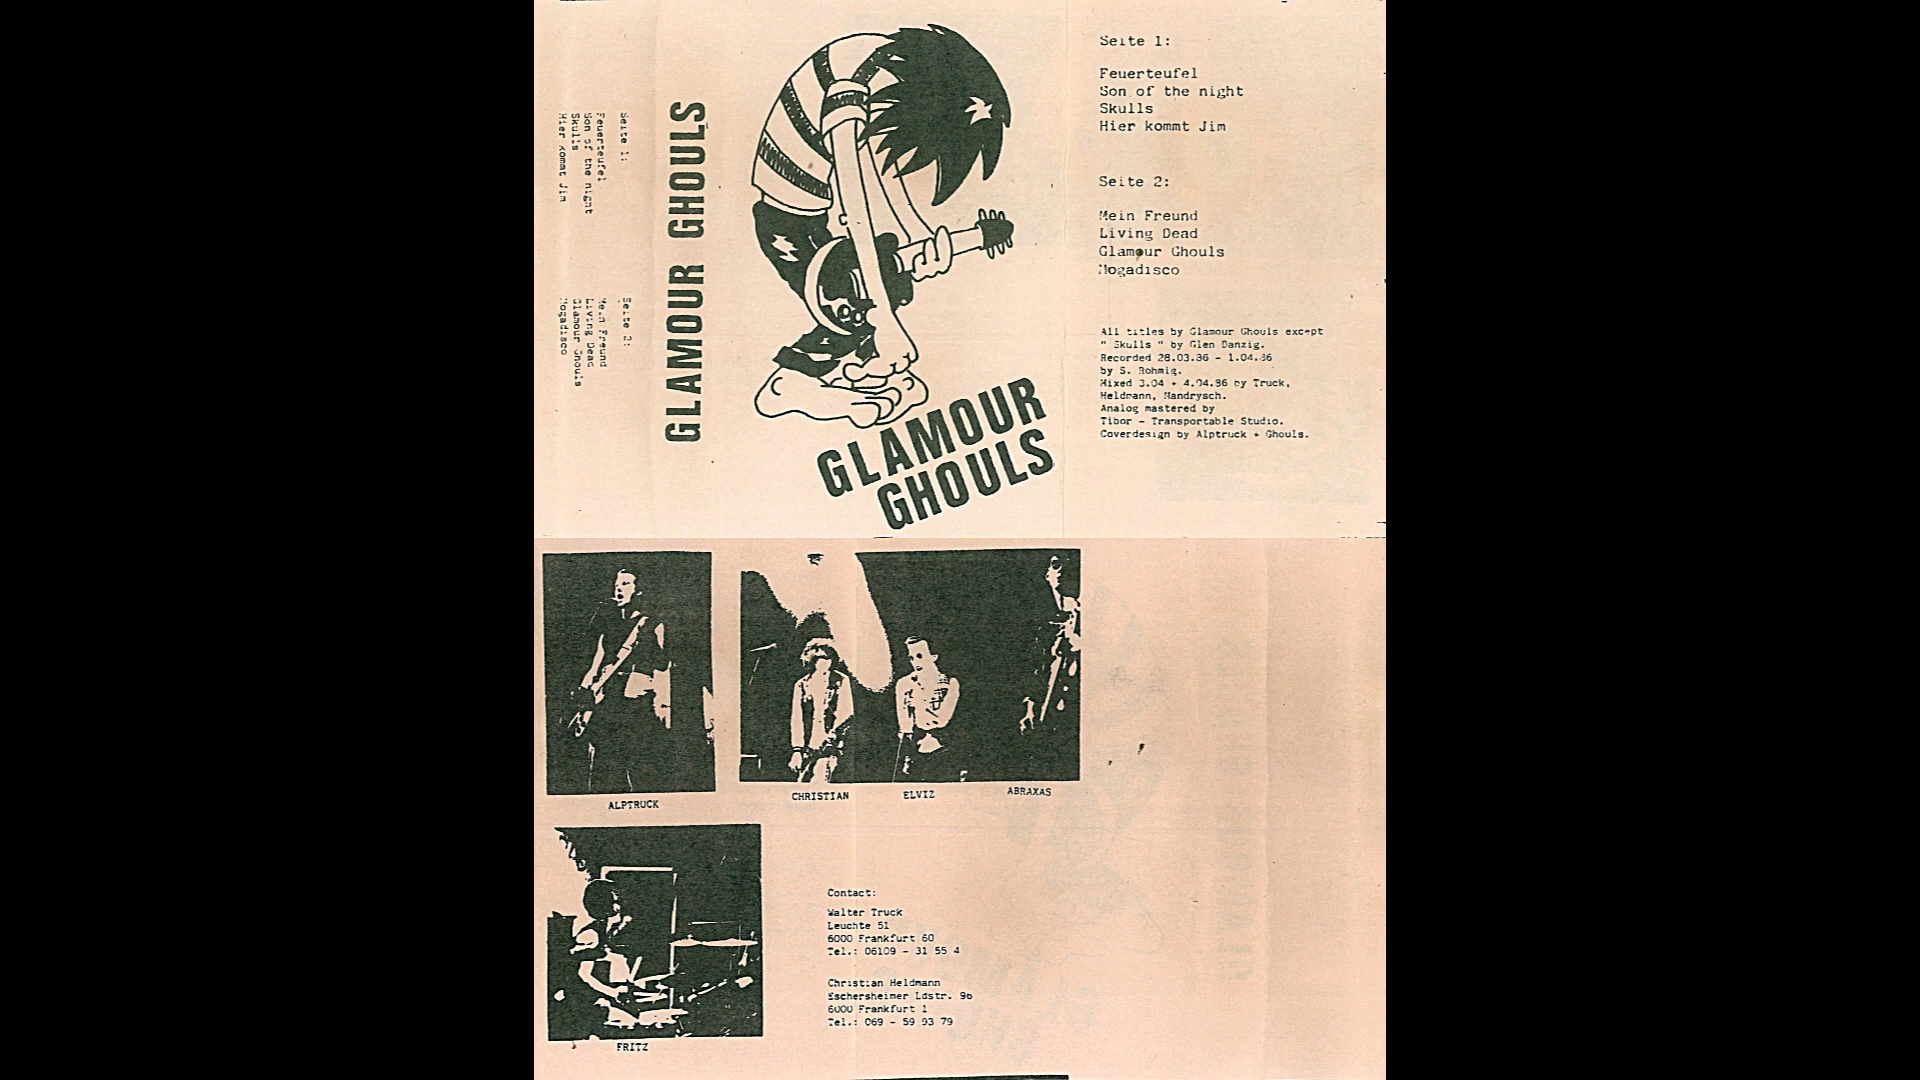 Seite 1:
Feuerteufel
Son of the night
Skulls
Hier kommt Jim
Seite 2:
Mein Freund
Living Dead
Glamour Ghouls
Mogadisco
GLAMOUR GHOULS
GLAMOUR
GHOULS
Seite 1:
Feuerteufel
Son of the night
Skulls
Hier kommt Jim
Seite 2:
Mein Freund
Living Dead
Glamour Ghouls
Mogadisco
All titles by Glamour Ghouls except
" Skulls " by Glen Danzig.
Recorded 28.03.86 - 1.04.86
by S. Rohmig.
Mixed 3.04 + 4.04.86 by Truck,
Heldmann, Handrysch.
Analog mastered by
Tibor - Transportable Studio.
Coverdesign by Alptruck + Ghouls.
ALPTRUCK
CHRISTIAN
ELVIZ
ABRAXAS
FRITZ
Contact:
Walter Truck
Leuchte 51
6000 Frankfurt 60
Tel.: 06109 - 31 55 4
Christian Heldmann
Eschersheimer Ldstr. 96
6000 Frankfurt 1
Tel.: 069 - 59 93 79